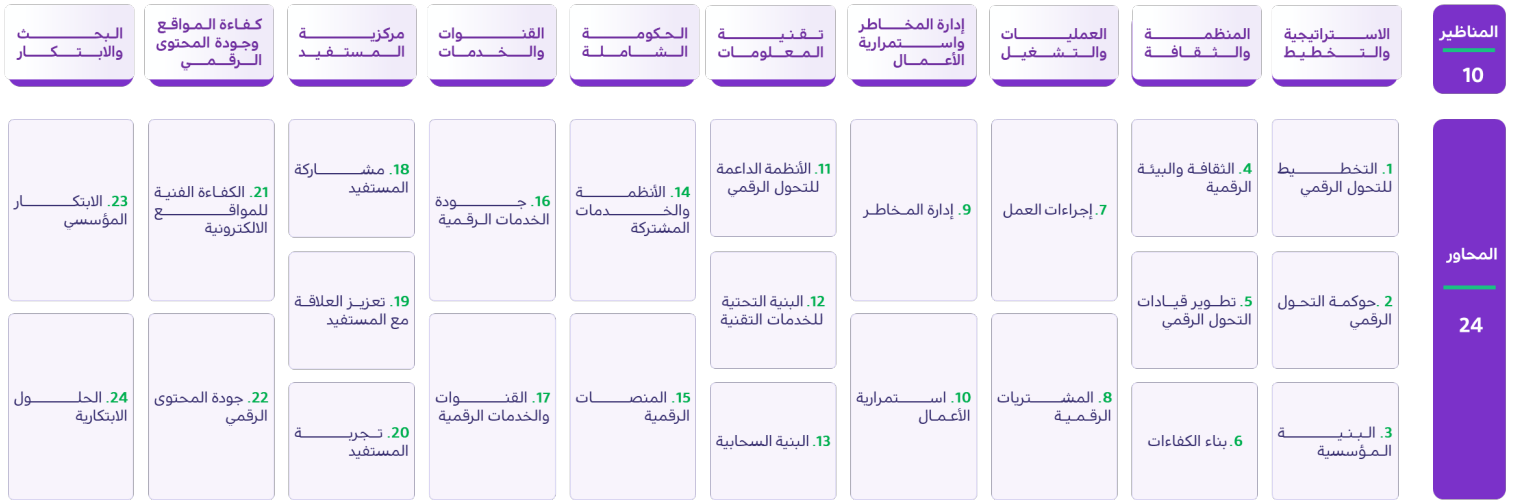 المناظير
10
الاستراتيجية
والتخطيط
المنظمة
والثقافة
العمليات
والتشغيل
إدارة المخاطر
واستمرارية
الأعمال
تقنية
المعلومات
الحكومة
الشاملة
القنوات
والخدمات
مركزية
المستفيد
كفاءة المواقع
وجودة المحتوى
الرقمي
البحث
والابتكار
المحاور
24
1. التخطيط
للتحول الرقمي
2 .حوكمة التحول
الرقمي
3. البنية
المؤسسية
4. الثقافة والبيئة
الرقمية
5. تطوير قيادات
التحول الرقمي
6. بناء الكفاءات
7. إجراءات العمل
8. المشتريات
الرقمية
9. إدارة المخاطر
10. استمرارية
الأعمال
11. الأنظمة الداعمة
للتحول الرقمي
12. البنية التحتية
للخدمات التقنية
13. البنية السحابية
14. الأنظمة
والخدمات
المشتركة
15. المنصات
الرقمية
16. جودة
الخدمات الرقمية
17. القنوات
والخدمات الرقمية
18. مشاركة
المستفيد
19. تعزيز العلاقة
مع المستفيد
20. تجربة
المستفيد
21. الكفاءة الفنية
للمواقع
الالكترونية
22. جودة المحتوى
الرقمي
23. الابتكار
المؤسسي
24. الحلول
الابتكارية